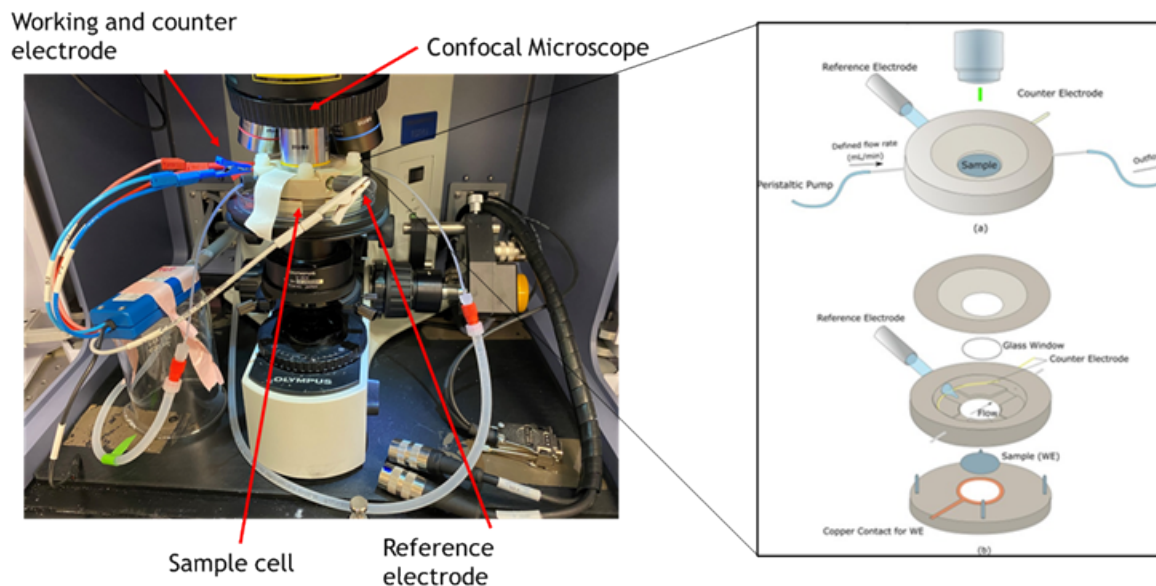 Working and counter
electrode
Confocal Microscope
OLYMPUS
Sample cell
Reference
electrode
Reference Electrode
Counter Electrode
Defined flow rate
(mL/min)
Sample
Peristaltic Pump
(a)
Reference Electrode
Glass Window
Counter Electrode
Flow
Sample (WE)
Copper Contact for WE
(b)